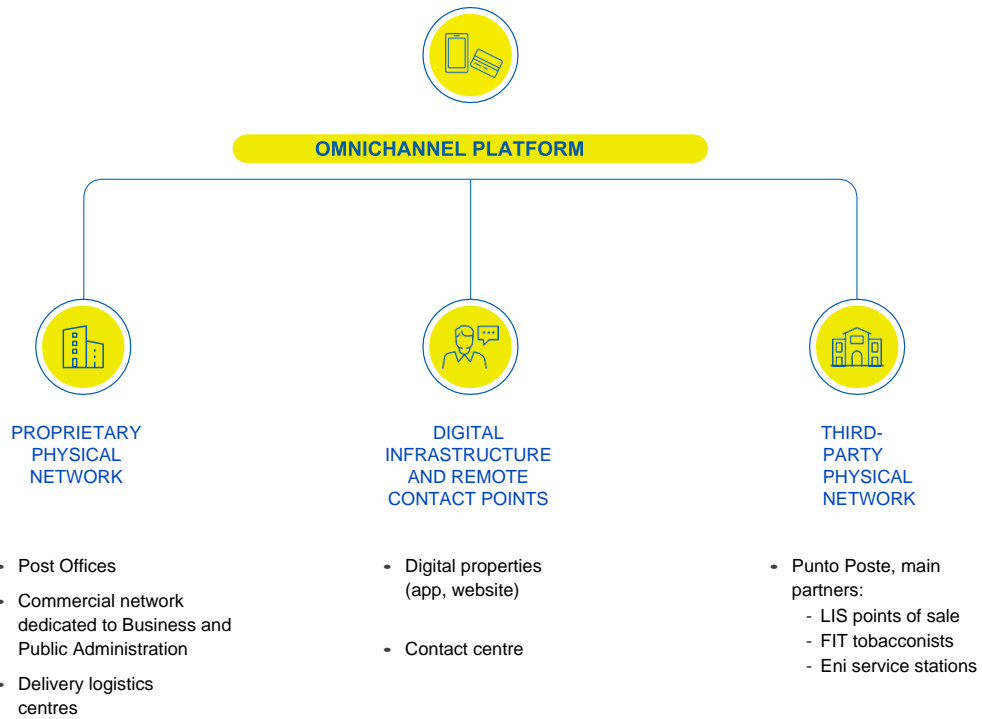 OMNICHANNEL PLATFORM
PROPRIETARY
PHYSICAL
NETWORK
• Post Offices
• Commercial network
dedicated to Business and
Public Administration
• Delivery logistics
centres
DIGITAL
INFRASTRUCTURE
AND REMOTE
CONTACT POINTS
• Digital properties
(app, website)
• Contact centre
THIRD-
PARTY
PHYSICAL
NETWORK
• Punto Poste, main
partners:
- LIS points of sale
- FIT tobacconists
- Eni service stations